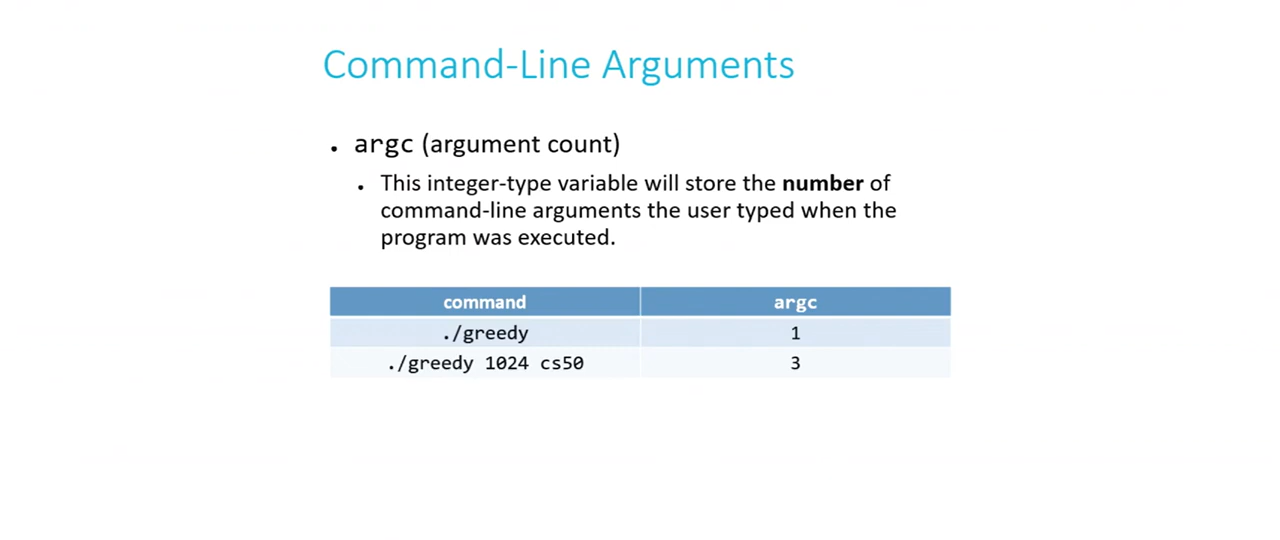 Command-Line Arguments
• argc (argument count)
• This integer-type variable will store the number of
command-line arguments the user typed when the
program was executed.
command argc
./greedy 1
./greedy 1024 cs50 3